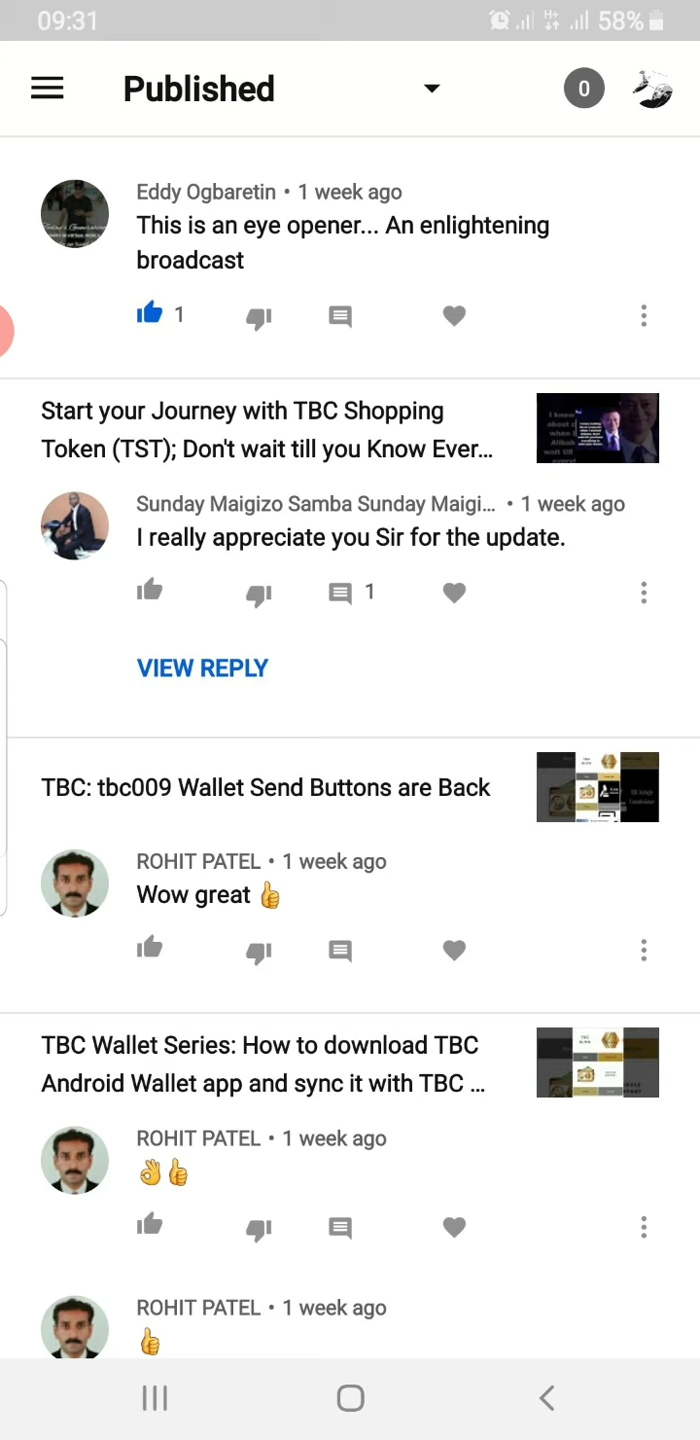 09:31
58%
Published
0
Eddy Ogbaretin • 1 week ago
This is an eye opener... An enlightening
broadcast
1
Start your Journey with TBC Shopping
Token (TST); Don't wait till you Know Ever...
Sunday Maigizo Samba Sunday Maigi... • 1 week ago
I really appreciate you Sir for the update.
1
VIEW REPLY
TBC: tbc009 Wallet Send Buttons are Back
ROHIT PATEL • 1 week ago
Wow great 👍
TBC Wallet Series: How to download TBC
Android Wallet app and sync it with TBC ...
ROHIT PATEL • 1 week ago
👌👍
ROHIT PATEL • 1 week ago
👍